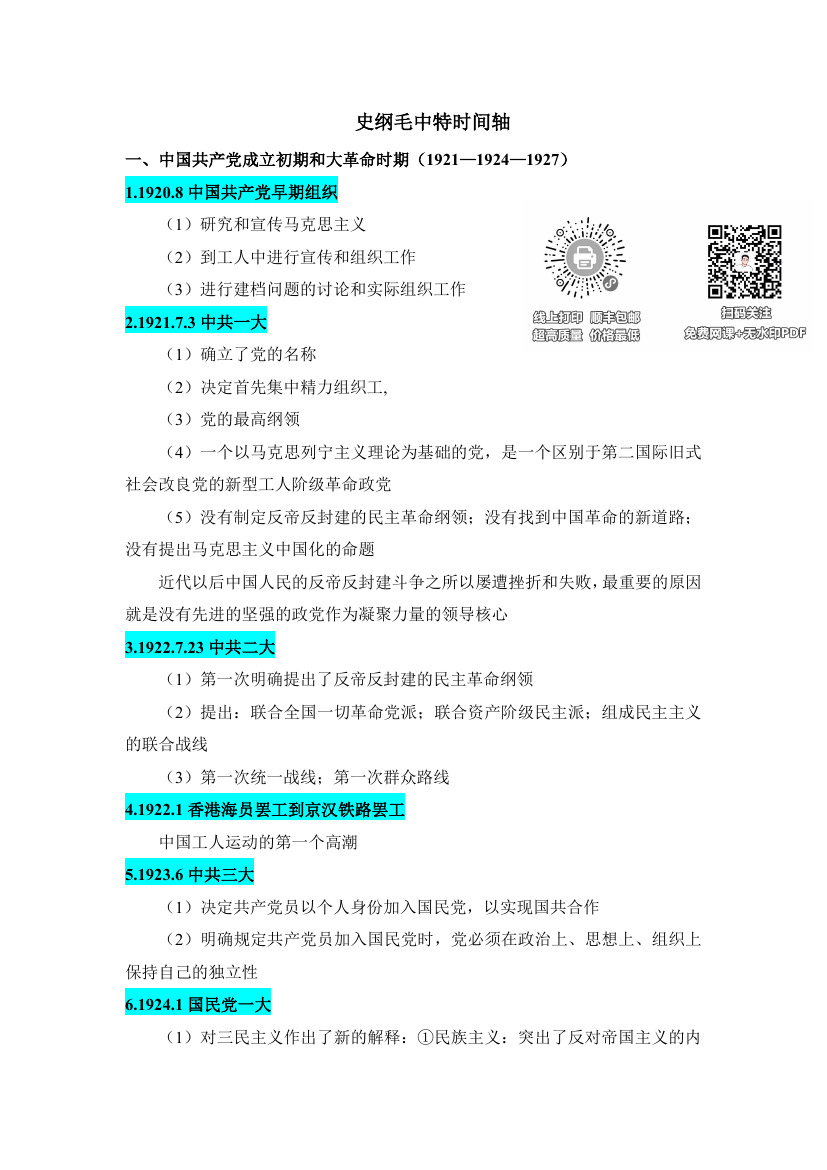 史纲毛中特时间轴
一、中国共产党成立初期和大革命时期（1921—1924—1927）
1.1920.8 中国共产党早期组织
（1）研究和宣传马克思主义
（2）到工人中进行宣传和组织工作
（3）进行建档问题的讨论和实际组织工作
线上打印 顺丰包邮
超高质量 价格最低
扫码关注
免费网课+无水印PDF
2.1921.7.3 中共一大
（1）确立了党的名称
（2）决定首先集中精力组织工,
（3）党的最高纲领
（4）一个以马克思列宁主义理论为基础的党，是一个区别于第二国际旧式
社会改良党的新型工人阶级革命政党
（5）没有制定反帝反封建的民主革命纲领；没有找到中国革命的新道路；
没有提出马克思主义中国化的命题
近代以后中国人民的反帝反封建斗争之所以屡遭挫折和失败，最重要的原因
就是没有先进的坚强的政党作为凝聚力量的领导核心
3.1922.7.23 中共二大
（1）第一次明确提出了反帝反封建的民主革命纲领
（2）提出：联合全国一切革命党派；联合资产阶级民主派；组成民主主义
的联合战线
（3）第一次统一战线；第一次群众路线
4.1922.1 香港海员罢工到京汉铁路罢工
中国工人运动的第一个高潮
5.1923.6 中共三大
（1）决定共产党员以个人身份加入国民党，以实现国共合作
（2）明确规定共产党员加入国民党时，党必须在政治上、思想上、组织上
保持自己的独立性
6.1924.1 国民党一大
（1）对三民主义作出了新的解释：①民族主义：突出了反对帝国主义的内